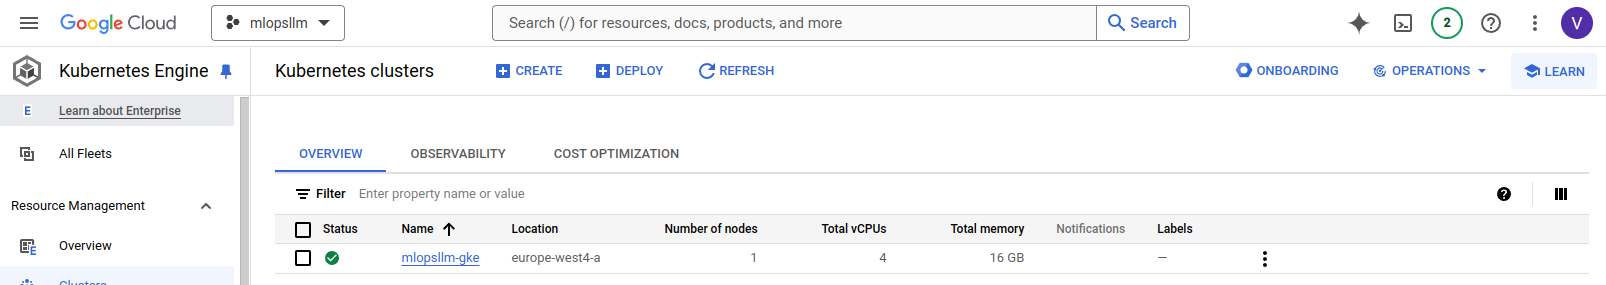 Google Cloud
mlopsllm
Search (/) for resources, docs, products, and more
Search
2
V
Kubernetes Engine
Kubernetes clusters
CREATE
DEPLOY
REFRESH
ONBOARDING
OPERATIONS
LEARN
E
Learn about Enterprise
All Fleets
Resource Management
E
Overview
Clusters
OVERVIEW
OBSERVABILITY
COST OPTIMIZATION
Filter
Enter property name or value
Status Name Location Number of nodes Total vCPUs Total memory Notifications Labels
mlopsllm-gke europe-west4-a 1 4 16 GB —